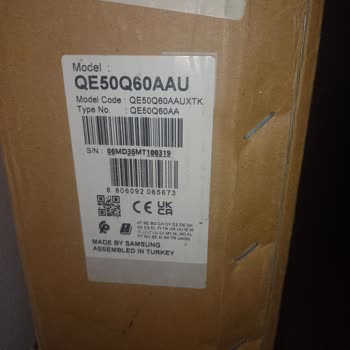 Model :
QE50Q60AAU
Model Code : QE50Q60AAUXTK
Type No. : QE50Q60AA
S/N :
8 806092 085673
CE UK CA
MADE BY SAMSUNG
ASSEMBLED IN TURKEY